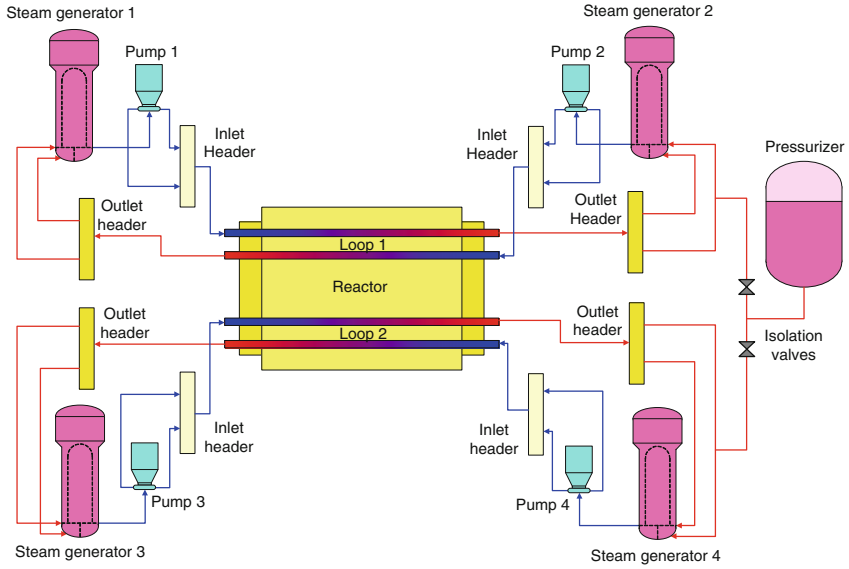 Steam generator 1
Pump 1
Inlet
Header
Outlet
header
Steam generator 2
Pump 2
Inlet
Header
Outlet
Header
Pressurizer
Loop 1
Reactor
Loop 2
Outlet
header
Outlet
header
Isolation
valves
Inlet
header
Pump 3
Steam generator 3
Inlet
header
Pump 4
Steam generator 4